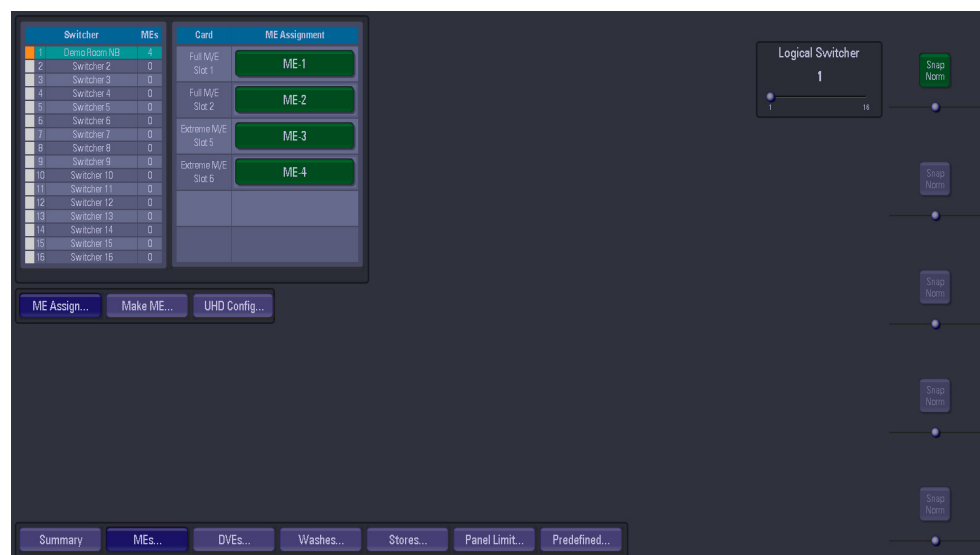 Switcher MEs
1 Demo Room NB 4
2 Switcher 2 0
3 Switcher 3 0
4 Switcher 4 0
5 Switcher 5 0
6 Switcher 6 0
7 Switcher 7 0
8 Switcher 8 0
9 Switcher 9 0
10 Switcher 10 0
11 Switcher 11 0
12 Switcher 12 0
13 Switcher 13 0
14 Switcher 14 0
15 Switcher 15 0
16 Switcher 16 0
Card ME Assignment
Full M/E
Slot 1
ME-1
Full M/E
Slot 2
ME-2
Extreme M/E
Slot 5
ME-3
Extreme M/E
Slot 6
ME-4
Logical Switcher
1
1 16
Snap
Norm
Snap
Norm
Snap
Norm
Snap
Norm
Snap
Norm
ME Assign... Make ME... UHD Config...
Summary MEs... DVEs... Washes... Stores... Panel Limit... Predefined...